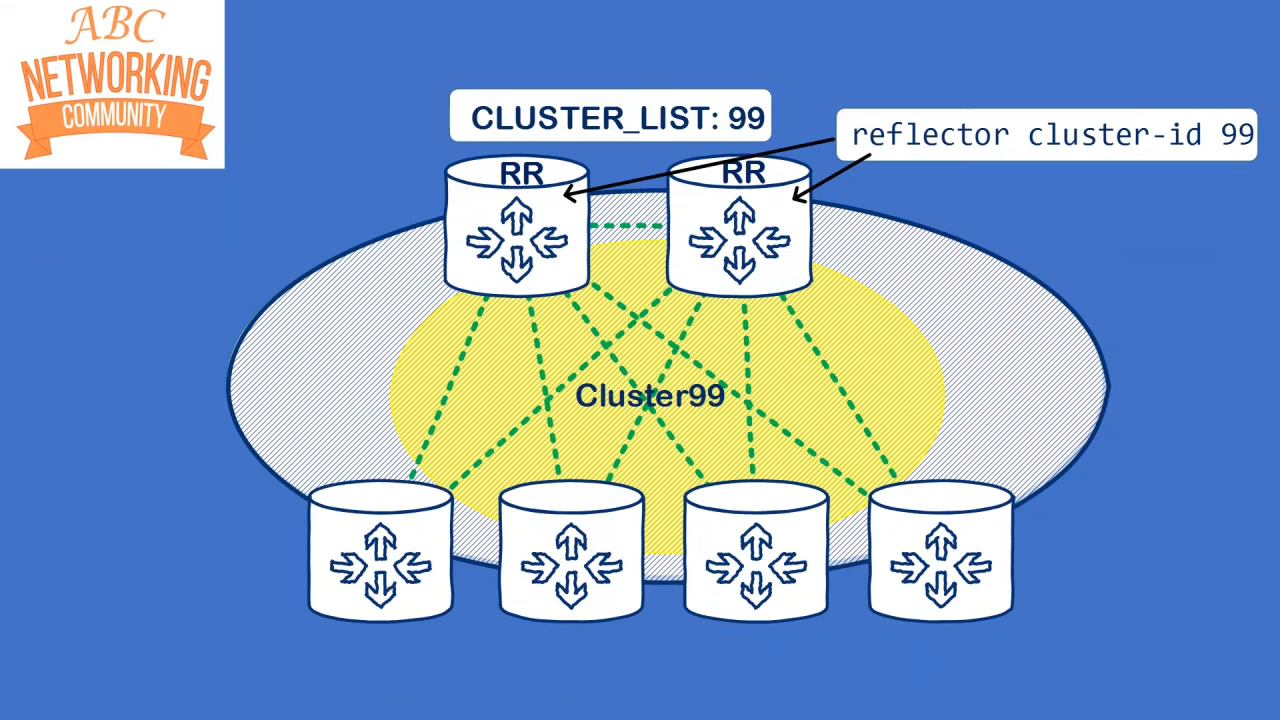 ABC
NETWORKING
COMMUNITY
CLUSTER_LIST: 99
reflector cluster-id 99
RR
RR
Cluster99